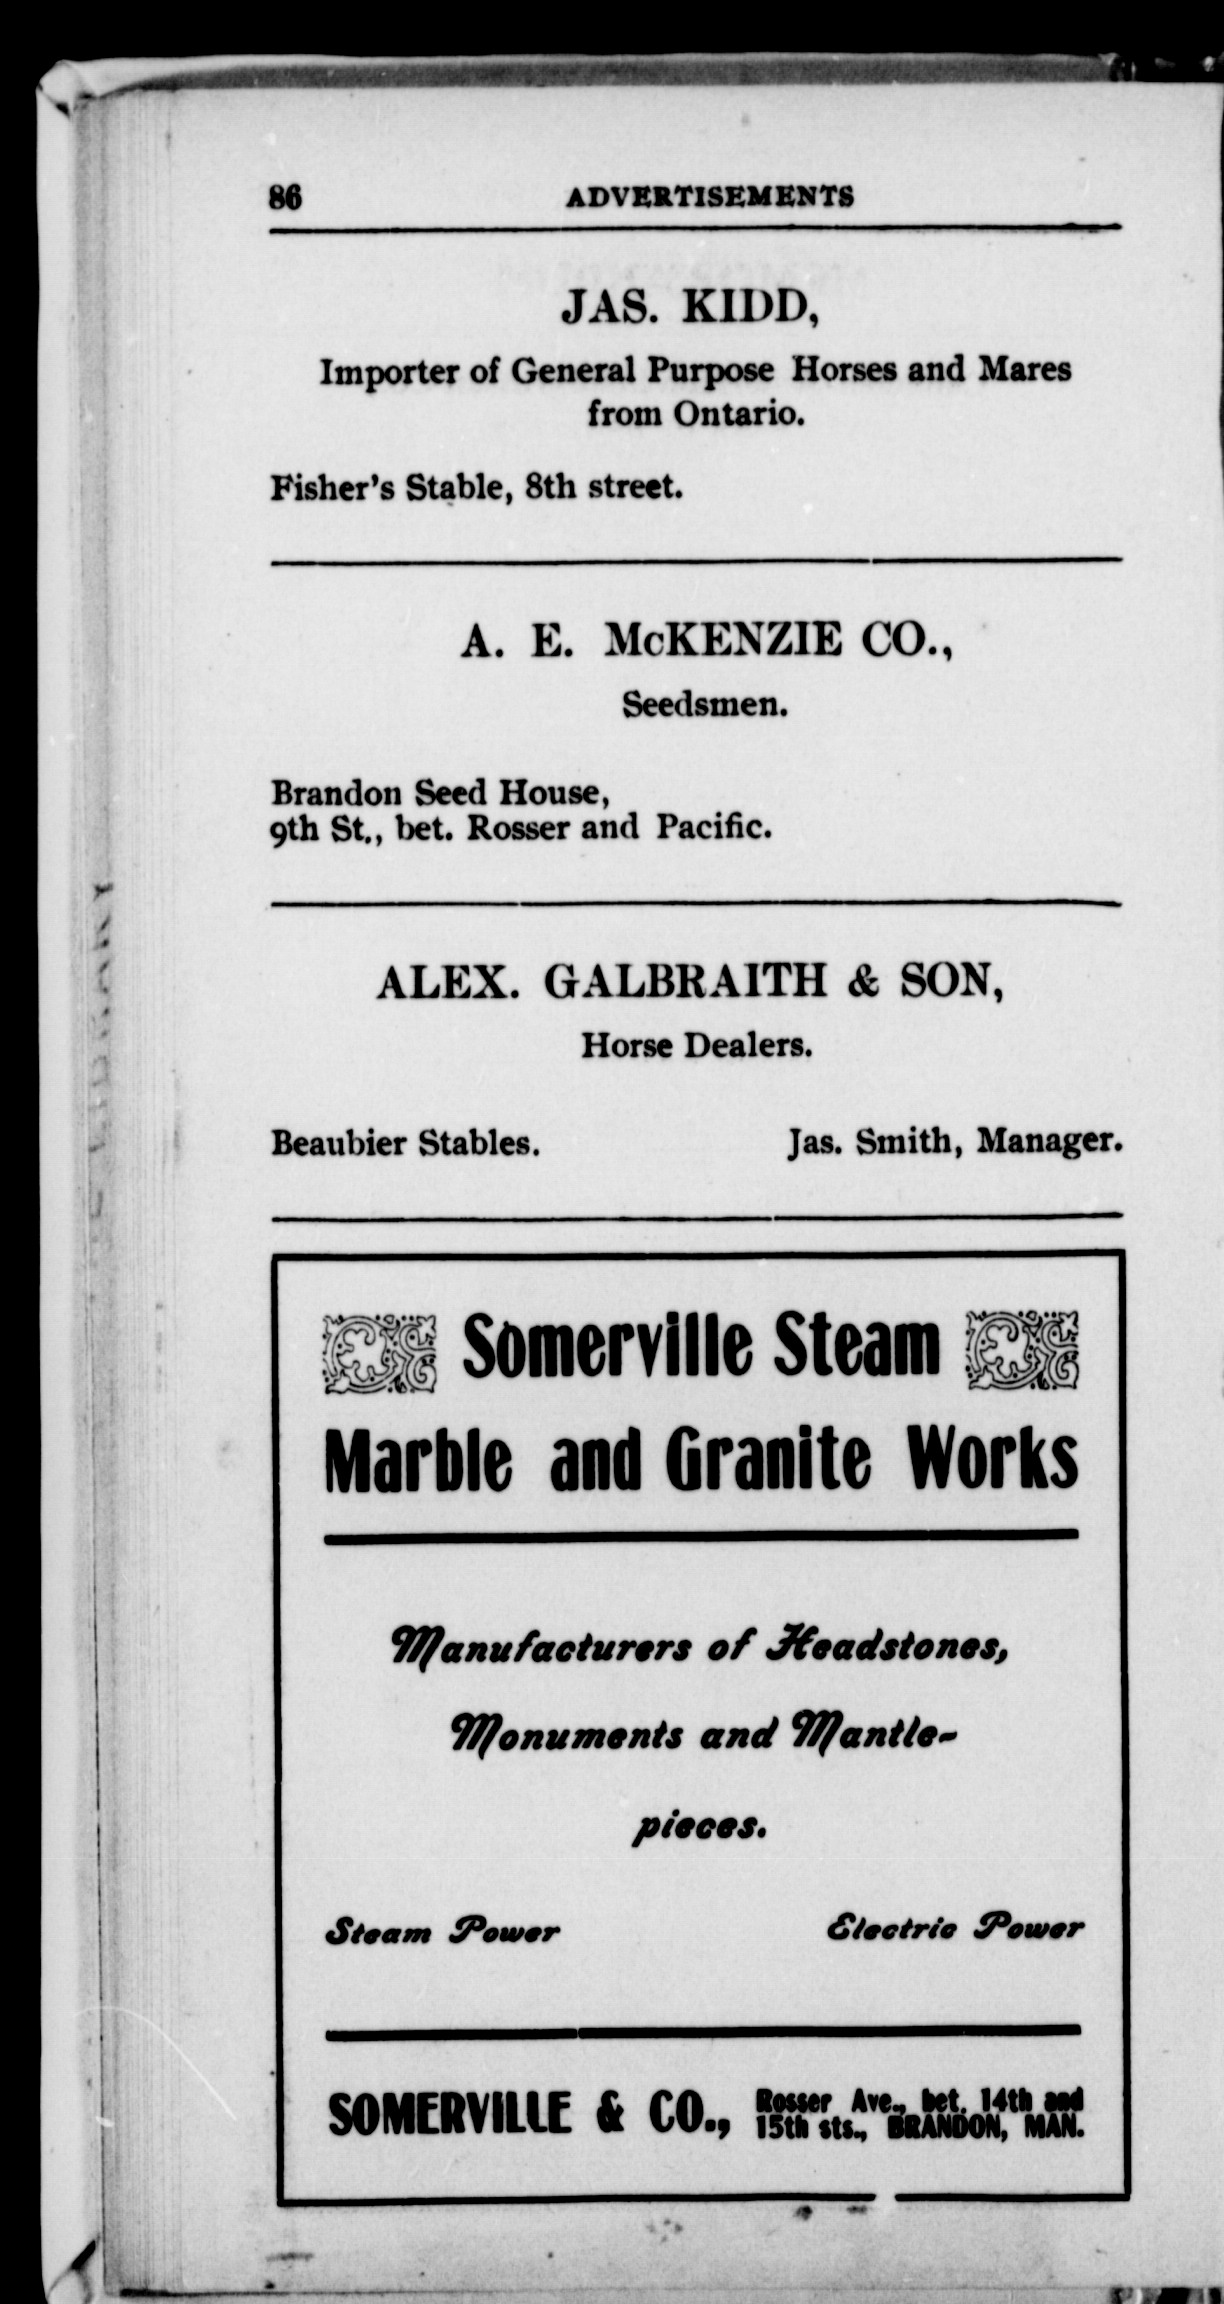 86 ADVERTISEMENTS
JAS. KIDD,
Importer of General Purpose Horses and Mares
from Ontario.
Fisher's Stable, 8th street.
A. E. McKENZIE CO.,
Seedsmen.
Brandon Seed House,
9th St., bet. Rosser and Pacific.
ALEX. GALBRAITH & SON,
Horse Dealers.
Beaubier Stables. Jas. Smith, Manager.
Somerville Steam
Marble and Granite Works
Manufacturers of Headstones,
Monuments and Mantle-
pieces.
Steam Power Electric Power
SOMERVILLE & CO., Rosser Ave., bet. 14th and
15th sts., BRANDON, MAN.